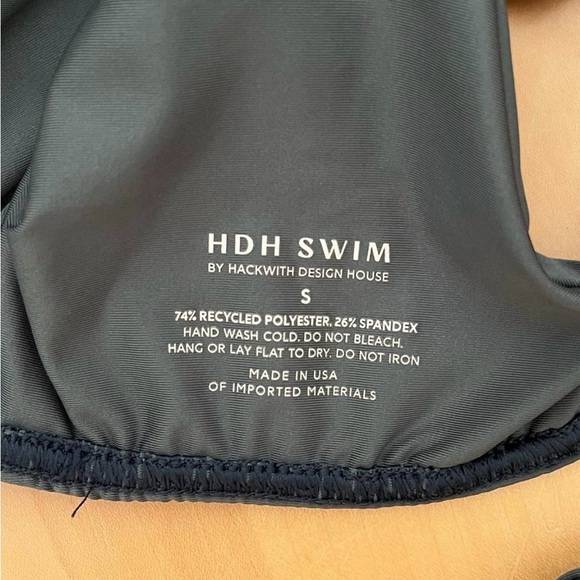 HDH SWIM
BY HACKWITH DESIGN HOUSE
S
74% RECYCLED POLYESTER, 26% SPANDEX
HAND WASH COLD. DO NOT BLEACH.
HANG OR LAY FLAT TO DRY. DO NOT IRON
MADE IN USA
OF IMPORTED MATERIALS